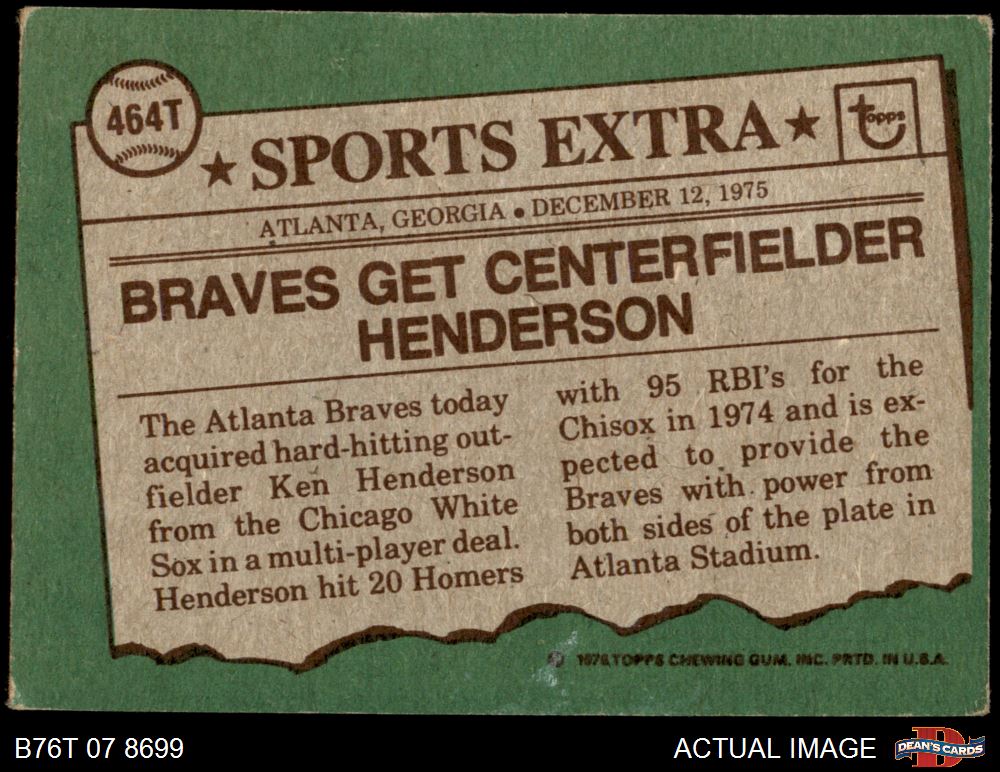 464T
★ SPORTS EXTRA ★
topps
ATLANTA, GEORGIA • DECEMBER 12, 1975
BRAVES GET CENTERFIELDER
HENDERSON
The Atlanta Braves today
acquired hard-hitting out-
fielder Ken Henderson
from the Chicago White
Sox in a multi-player deal.
Henderson hit 20 Homers
with 95 RBI's for the
Chisox in 1974 and is ex-
pected to provide the
Braves with power from
both sides of the plate in
Atlanta Stadium.
© 1976 TOPPS CHEWING GUM, INC. PRTD. IN U.S.A.
B76T 07 8699
ACTUAL IMAGE
D
DEAN'S CARDS